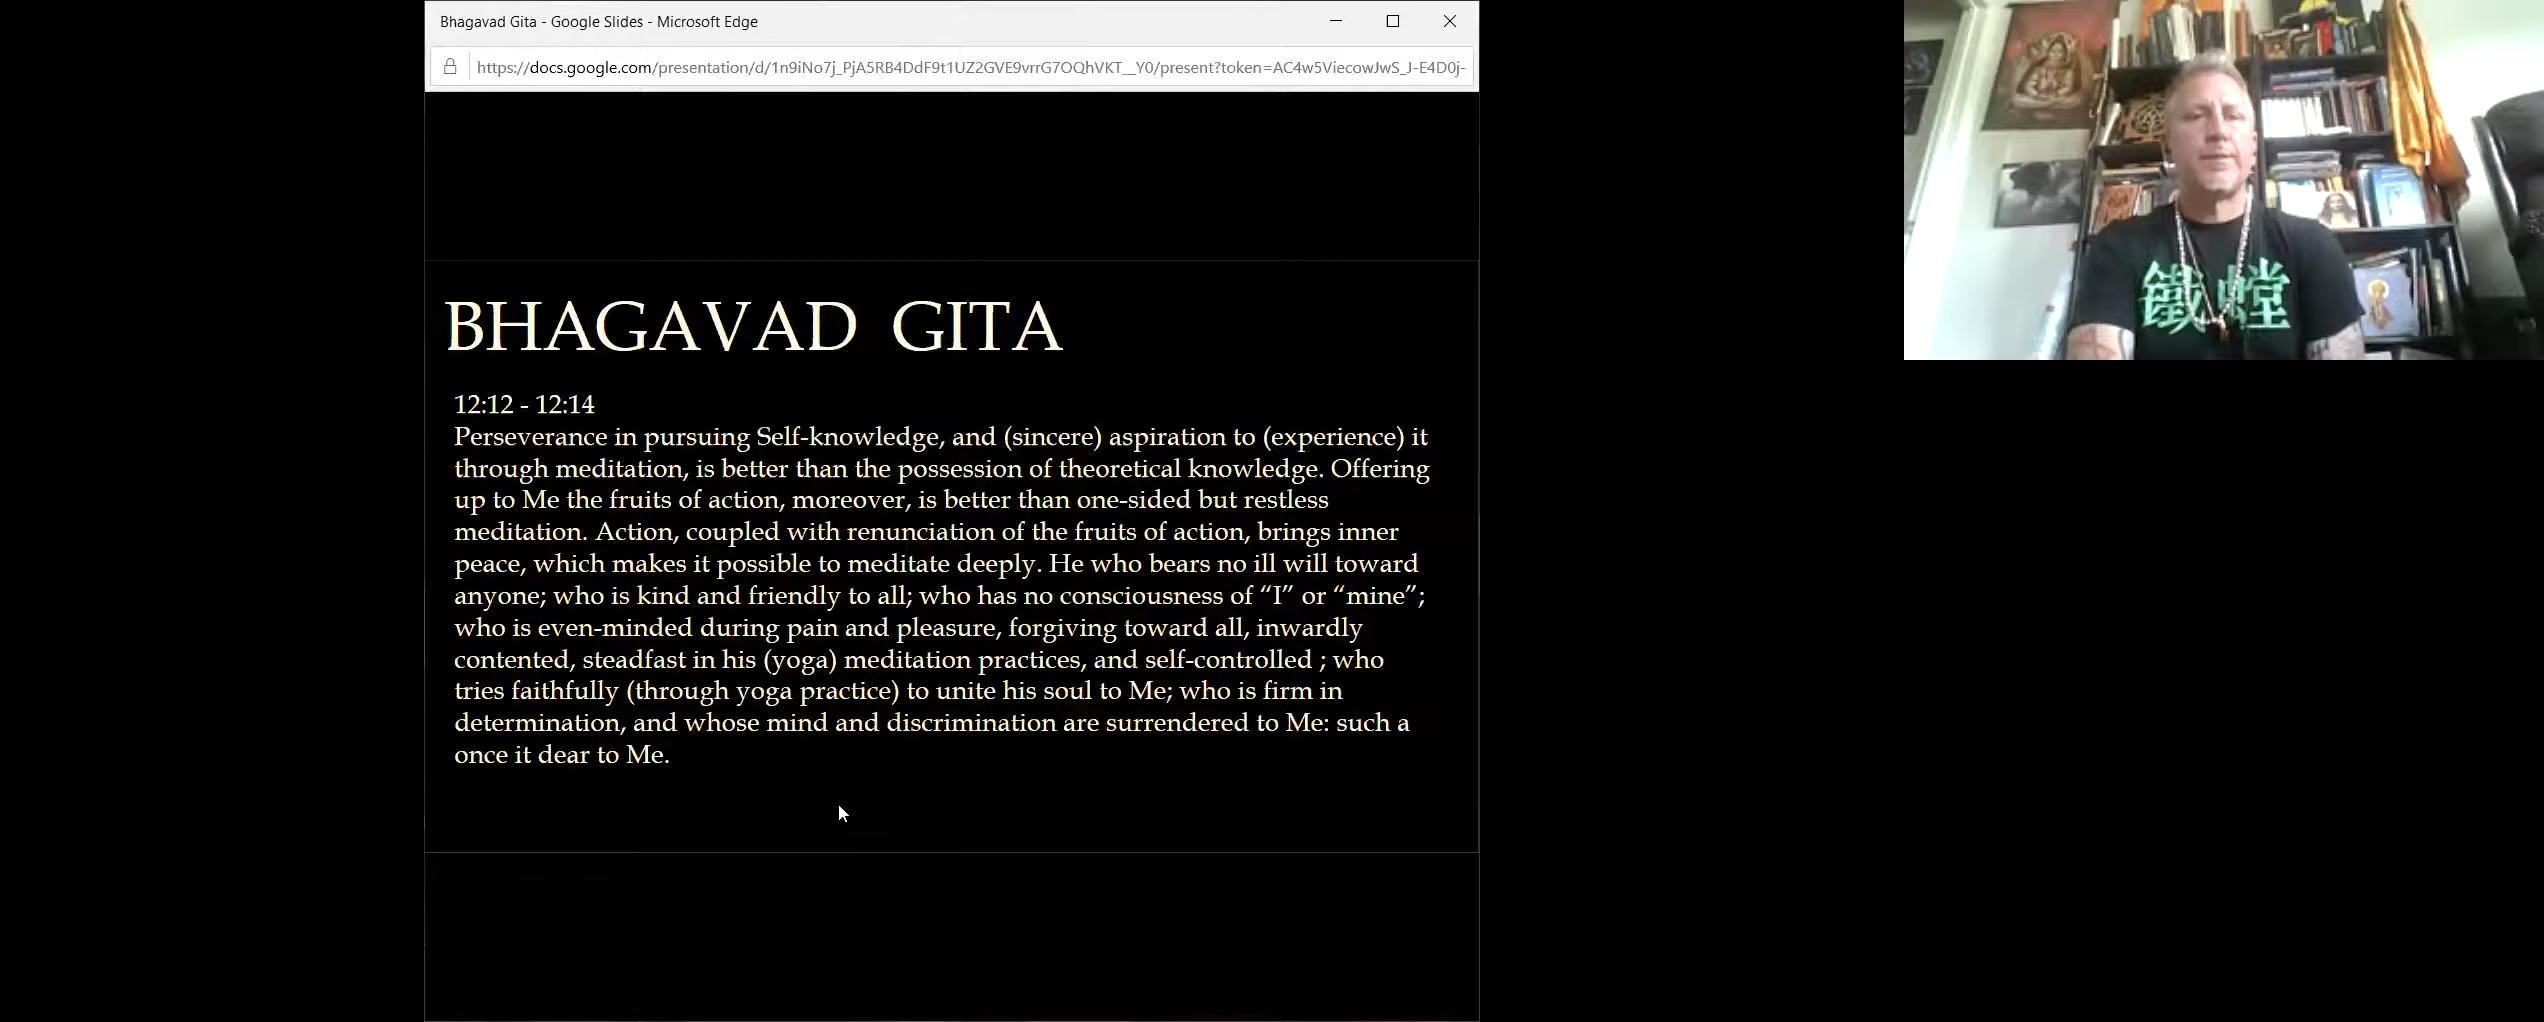 Bhagavad Gita - Google Slides - Microsoft Edge
https://docs.google.com/presentation/d/1n9iNo7j_PjA5RB4DdF9t1UZ2GVE9vrrG7OQhVKT__Y0/present?token=AC4w5ViecowJwS_J-E4D0j-
BHAGAVAD GITA
12:12 - 12:14
Perseverance in pursuing Self-knowledge, and (sincere) aspiration to (experience) it
through meditation, is better than the possession of theoretical knowledge. Offering
up to Me the fruits of action, moreover, is better than one-sided but restless
meditation. Action, coupled with renunciation of the fruits of action, brings inner
peace, which makes it possible to meditate deeply. He who bears no ill will toward
anyone; who is kind and friendly to all; who has no consciousness of “I” or “mine”;
who is even-minded during pain and pleasure, forgiving toward all, inwardly
contented, steadfast in his (yoga) meditation practices, and self-controlled ; who
tries faithfully (through yoga practice) to unite his soul to Me; who is firm in
determination, and whose mind and discrimination are surrendered to Me: such a
once it dear to Me.
鐵螳